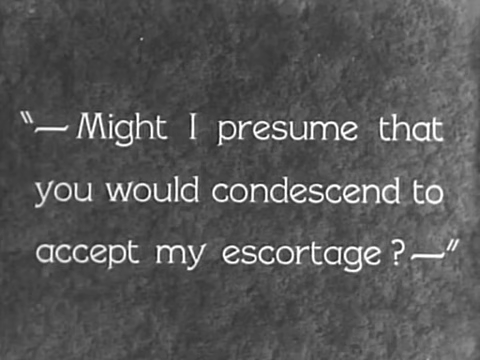 "— Might I presume that
you would condescend to
accept my escortage ? —"